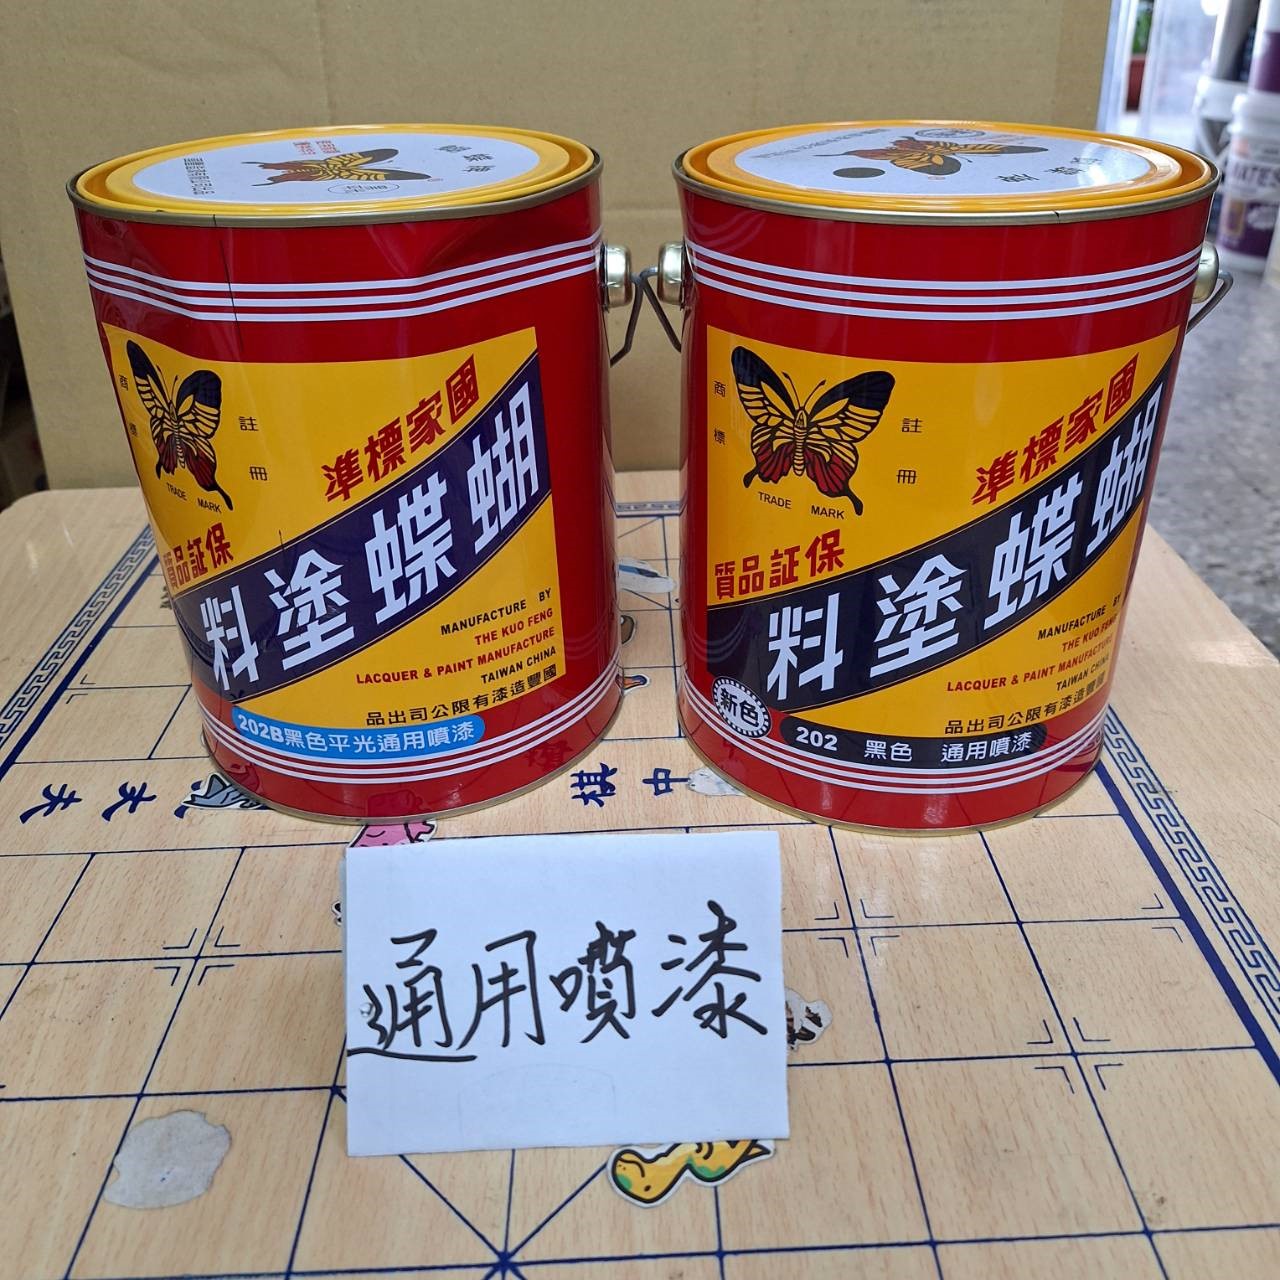 註冊
商標
TRADE MARK
國家標準
蝴蝶塗料
保証品質
MANUFACTURE BY
THE KUO FENG
LACQUER & PAINT MANUFACTURE
TAIWAN CHINA
國豐造漆有限公司出品
202B黑色平光通用噴漆
註冊
商標
TRADE MARK
國家標準
蝴蝶塗料
保証品質
MANUFACTURE BY
THE KUO FENG
LACQUER & PAINT MANUFACTURE
TAIWAN CHINA
國豐造漆有限公司出品
新色
202 黑色 通用噴漆
通用噴漆